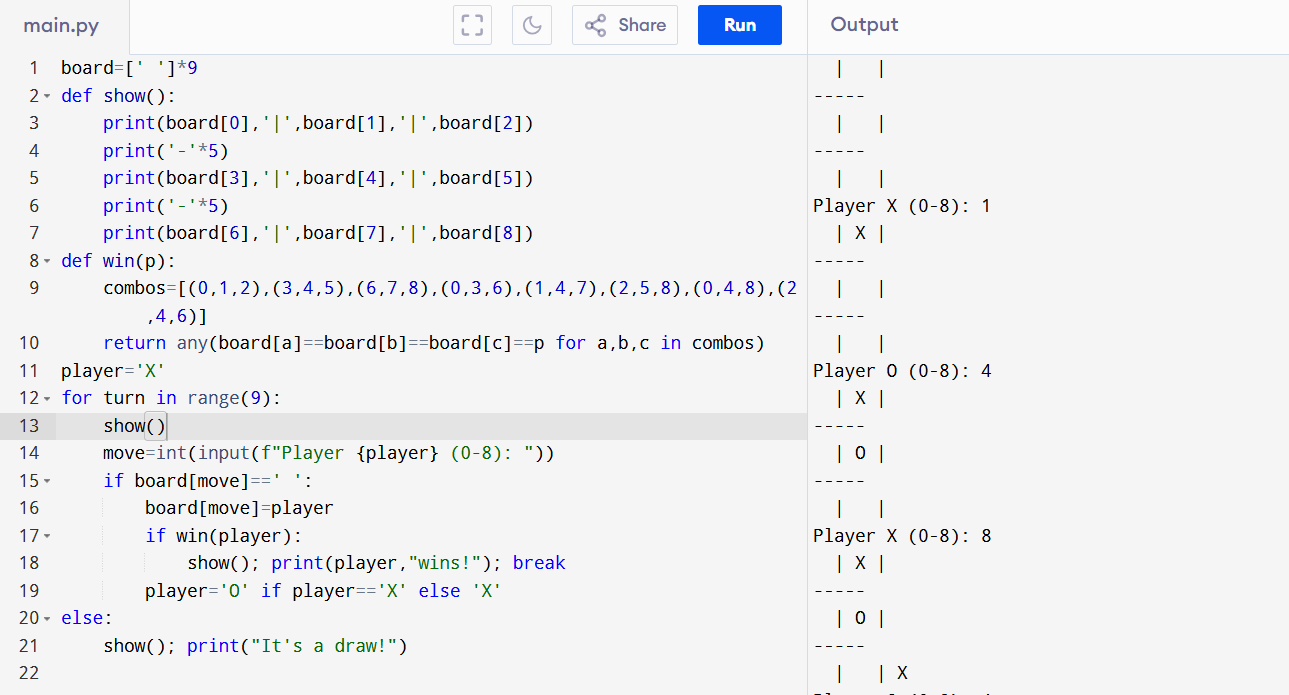 main.py
Share
Run
Output
1 board=[' ']*9
2 def show():
3     print(board[0],'|',board[1],'|',board[2])
4     print('-'*5)
5     print(board[3],'|',board[4],'|',board[5])
6     print('-'*5)
7     print(board[6],'|',board[7],'|',board[8])
8 def win(p):
9     combos=[(0,1,2),(3,4,5),(6,7,8),(0,3,6),(1,4,7),(2,5,8),(0,4,8),(2
,4,6)]
10     return any(board[a]==board[b]==board[c]==p for a,b,c in combos)
11 player='X'
12 for turn in range(9):
13     show()
14     move=int(input(f"Player {player} (0-8): "))
15     if board[move]==' ':
16         board[move]=player
17         if win(player):
18             show(); print(player,"wins!"); break
19         player='O' if player=='X' else 'X'
20 else:
21     show(); print("It's a draw!")
22
  |   |
-----
  |   |
-----
  |   |
Player X (0-8): 1
  | X |
-----
  |   |
-----
  |   |
Player O (0-8): 4
  | X |
-----
  | O |
-----
  |   |
Player X (0-8): 8
  | X |
-----
  | O |
-----
  |   | X